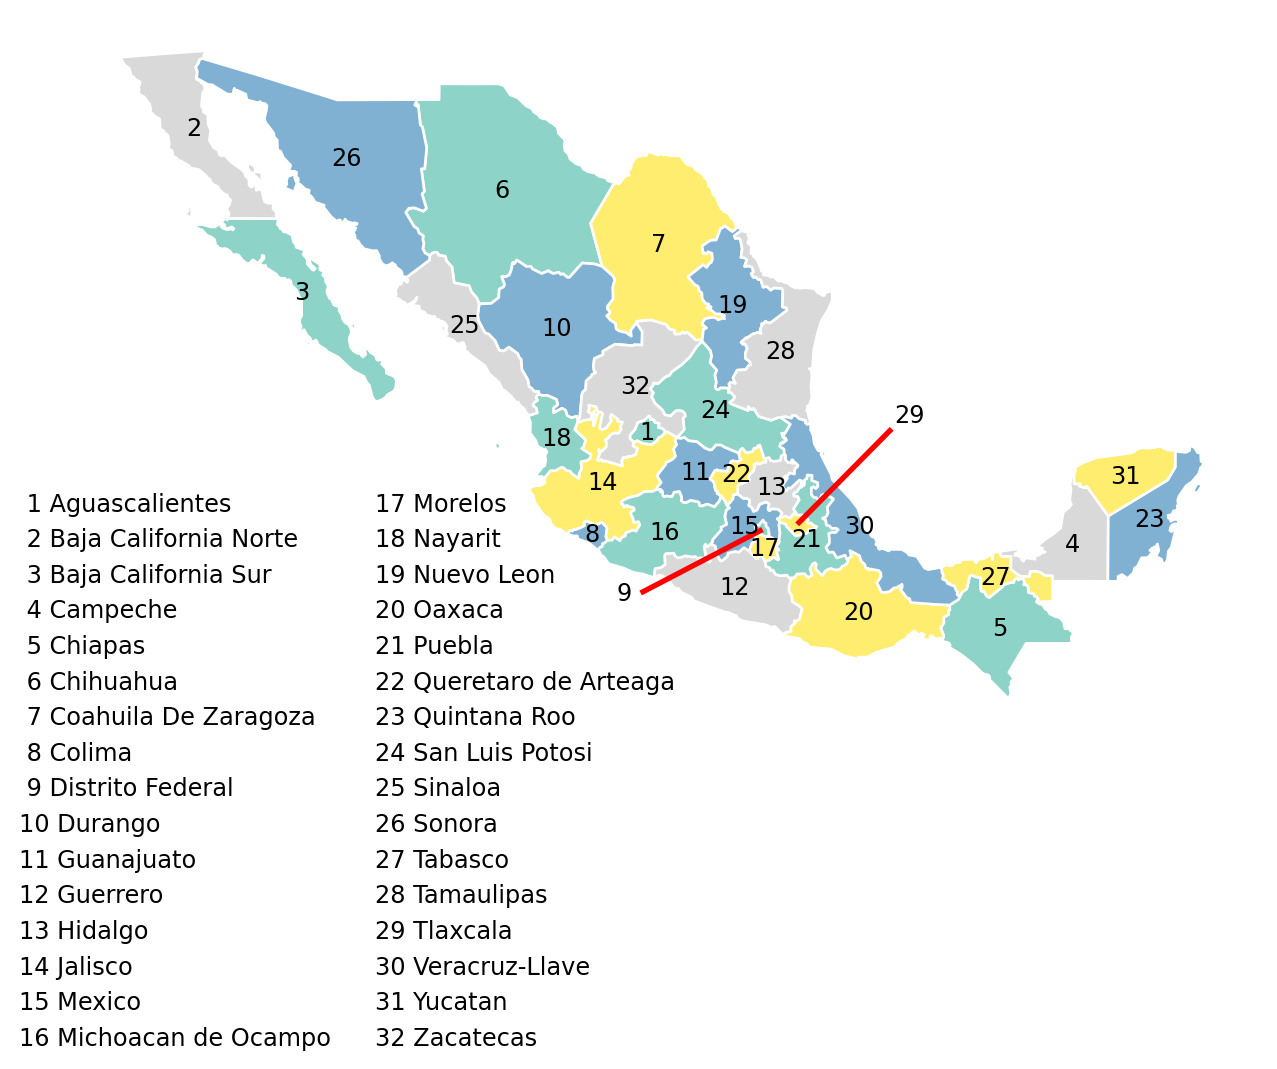 2
26
6
7
3
19
25
10
28
32
24
29
18
1
11
22
31
14
13
15
30
23
8
16
21
4
17
27
9
12
20
5
1 Aguascalientes
2 Baja California Norte
3 Baja California Sur
4 Campeche
5 Chiapas
6 Chihuahua
7 Coahuila De Zaragoza
8 Colima
9 Distrito Federal
10 Durango
11 Guanajuato
12 Guerrero
13 Hidalgo
14 Jalisco
15 Mexico
16 Michoacan de Ocampo
17 Morelos
18 Nayarit
19 Nuevo Leon
20 Oaxaca
21 Puebla
22 Queretaro de Arteaga
23 Quintana Roo
24 San Luis Potosi
25 Sinaloa
26 Sonora
27 Tabasco
28 Tamaulipas
29 Tlaxcala
30 Veracruz-Llave
31 Yucatan
32 Zacatecas